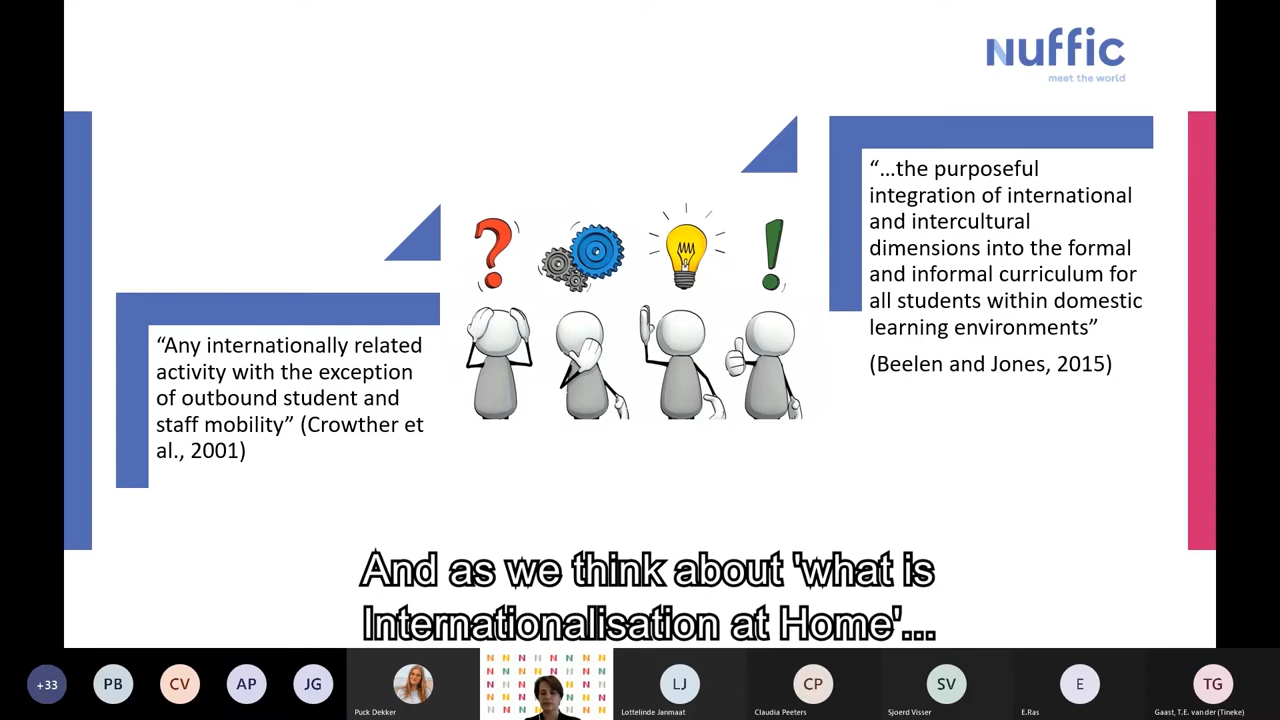 nuffic
meet the world
“Any internationally related
activity with the exception
of outbound student and
staff mobility” (Crowther et
al., 2001)
“…the purposeful
integration of international
and intercultural
dimensions into the formal
and informal curriculum for
all students within domestic
learning environments”
(Beelen and Jones, 2015)
And as we think about 'what is
Internationalisation at Home'...
+33
PB
CV
AP
JG
LJ
CP
SV
E
TG
Puck Dekker
Lottelinde Janmaat
Claudia Peeters
Sjoerd Visser
E.Ras
Gaast, T.E. van der (Tineke)